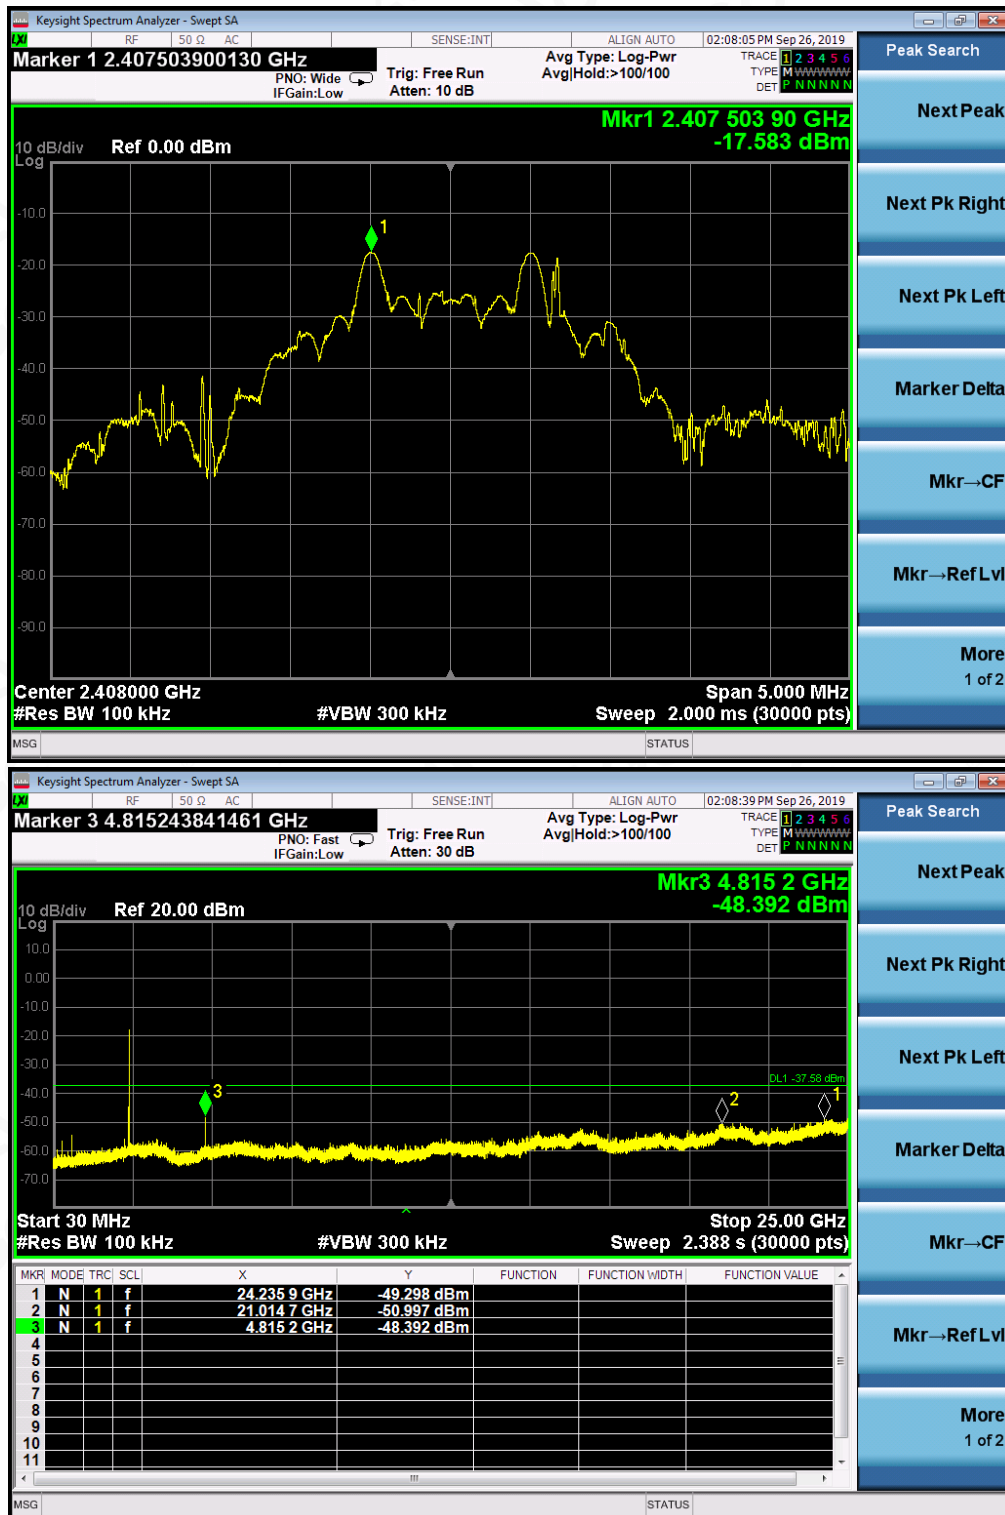 Keysight Spectrum Analyzer - Swept SA
LXI RF 50 Ω AC SENSE:INT ALIGN AUTO 02:08:05 PM Sep 26, 2019
Marker 1 2.407503900130 GHz
PNO: Wide
IFGain:Low
Trig: Free Run
Atten: 10 dB
Avg Type: Log-Pwr
Avg|Hold:>100/100
TRACE 1 2 3 4 5 6
TYPE M WWWWW
DET P N N N N N
Mkr1 2.407 503 90 GHz
-17.583 dBm
10 dB/div Ref 0.00 dBm
Log
1
-10.0
-20.0
-30.0
-40.0
-50.0
-60.0
-70.0
-80.0
-90.0
Center 2.408000 GHz Span 5.000 MHz
#Res BW 100 kHz #VBW 300 kHz Sweep 2.000 ms (30000 pts)
MSG STATUS
Peak Search
Next Peak
Next Pk Right
Next Pk Left
Marker Delta
Mkr→CF
Mkr→Ref Lvl
More
1 of 2
Keysight Spectrum Analyzer - Swept SA
LXI RF 50 Ω AC SENSE:INT ALIGN AUTO 02:08:39 PM Sep 26, 2019
Marker 3 4.815243841461 GHz
PNO: Fast
IFGain:Low
Trig: Free Run
Atten: 30 dB
Avg Type: Log-Pwr
Avg|Hold:>100/100
TRACE 1 2 3 4 5 6
TYPE M WWWWW
DET P N N N N N
Mkr3 4.815 2 GHz
-48.392 dBm
10 dB/div Ref 20.00 dBm
Log
10.0
0.00
-10.0
-20.0
-30.0
DL1 -37.58 dBm
-40.0 3 2 1
-50.0
-60.0
-70.0
Start 30 MHz Stop 25.00 GHz
#Res BW 100 kHz #VBW 300 kHz Sweep 2.388 s (30000 pts)
MKR MODE TRC SCL X Y FUNCTION FUNCTION WIDTH FUNCTION VALUE
1 N 1 f 24.235 9 GHz -49.298 dBm
2 N 1 f 21.014 7 GHz -50.997 dBm
3 N 1 f 4.815 2 GHz -48.392 dBm
4
5
6
7
8
9
10
11
MSG STATUS
Peak Search
Next Peak
Next Pk Right
Next Pk Left
Marker Delta
Mkr→CF
Mkr→Ref Lvl
More
1 of 2